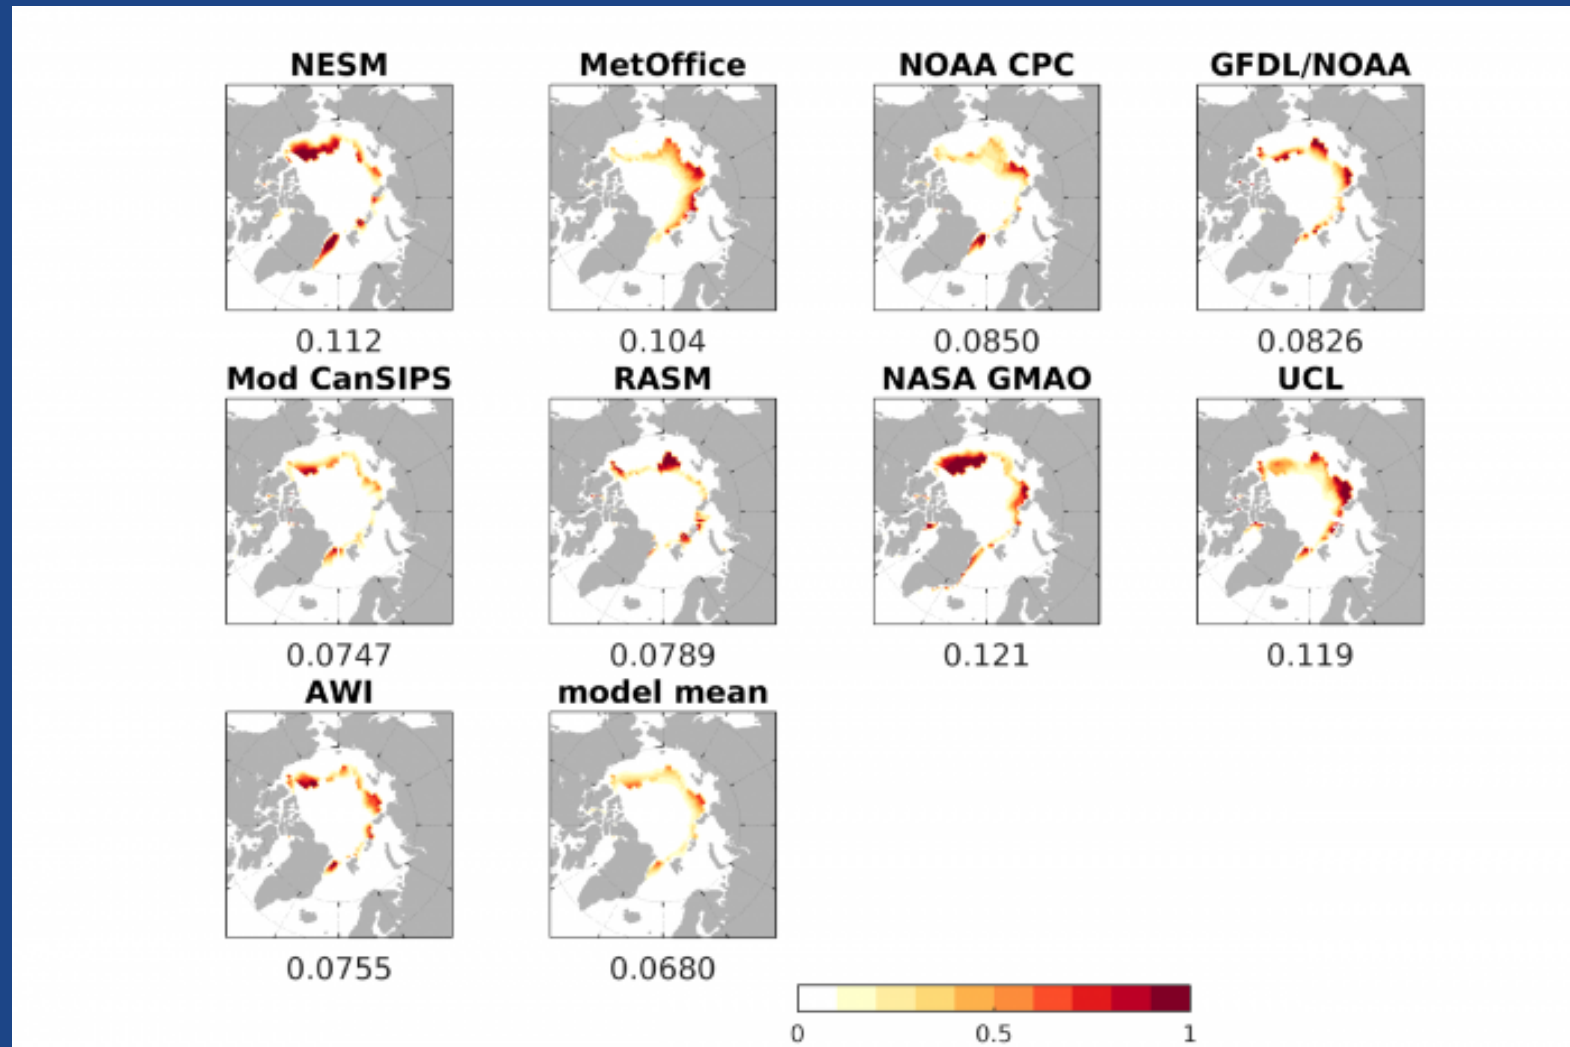 NESM MetOffice NOAA CPC GFDL/NOAA
0.112 0.104 0.0850 0.0826
Mod CanSIPS RASM NASA GMAO UCL
0.0747 0.0789 0.121 0.119
AWI model mean
0.0755 0.0680
0 0.5 1